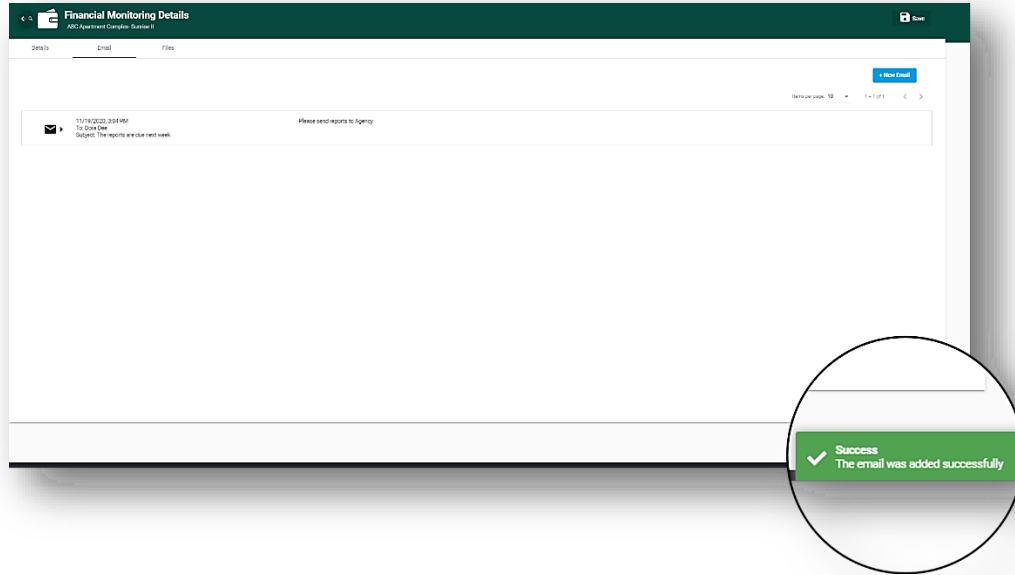 Financial Monitoring Details
ABC Apartment Complex- Sunrise II
Save
Details Email Files
+ New Email
Items per page: 10 1 – 1 of 1
11/19/2020, 3:04 PM Please send reports to Agency
To: Dora Dee
Subject: The reports are due next week
Success
The email was added successfully